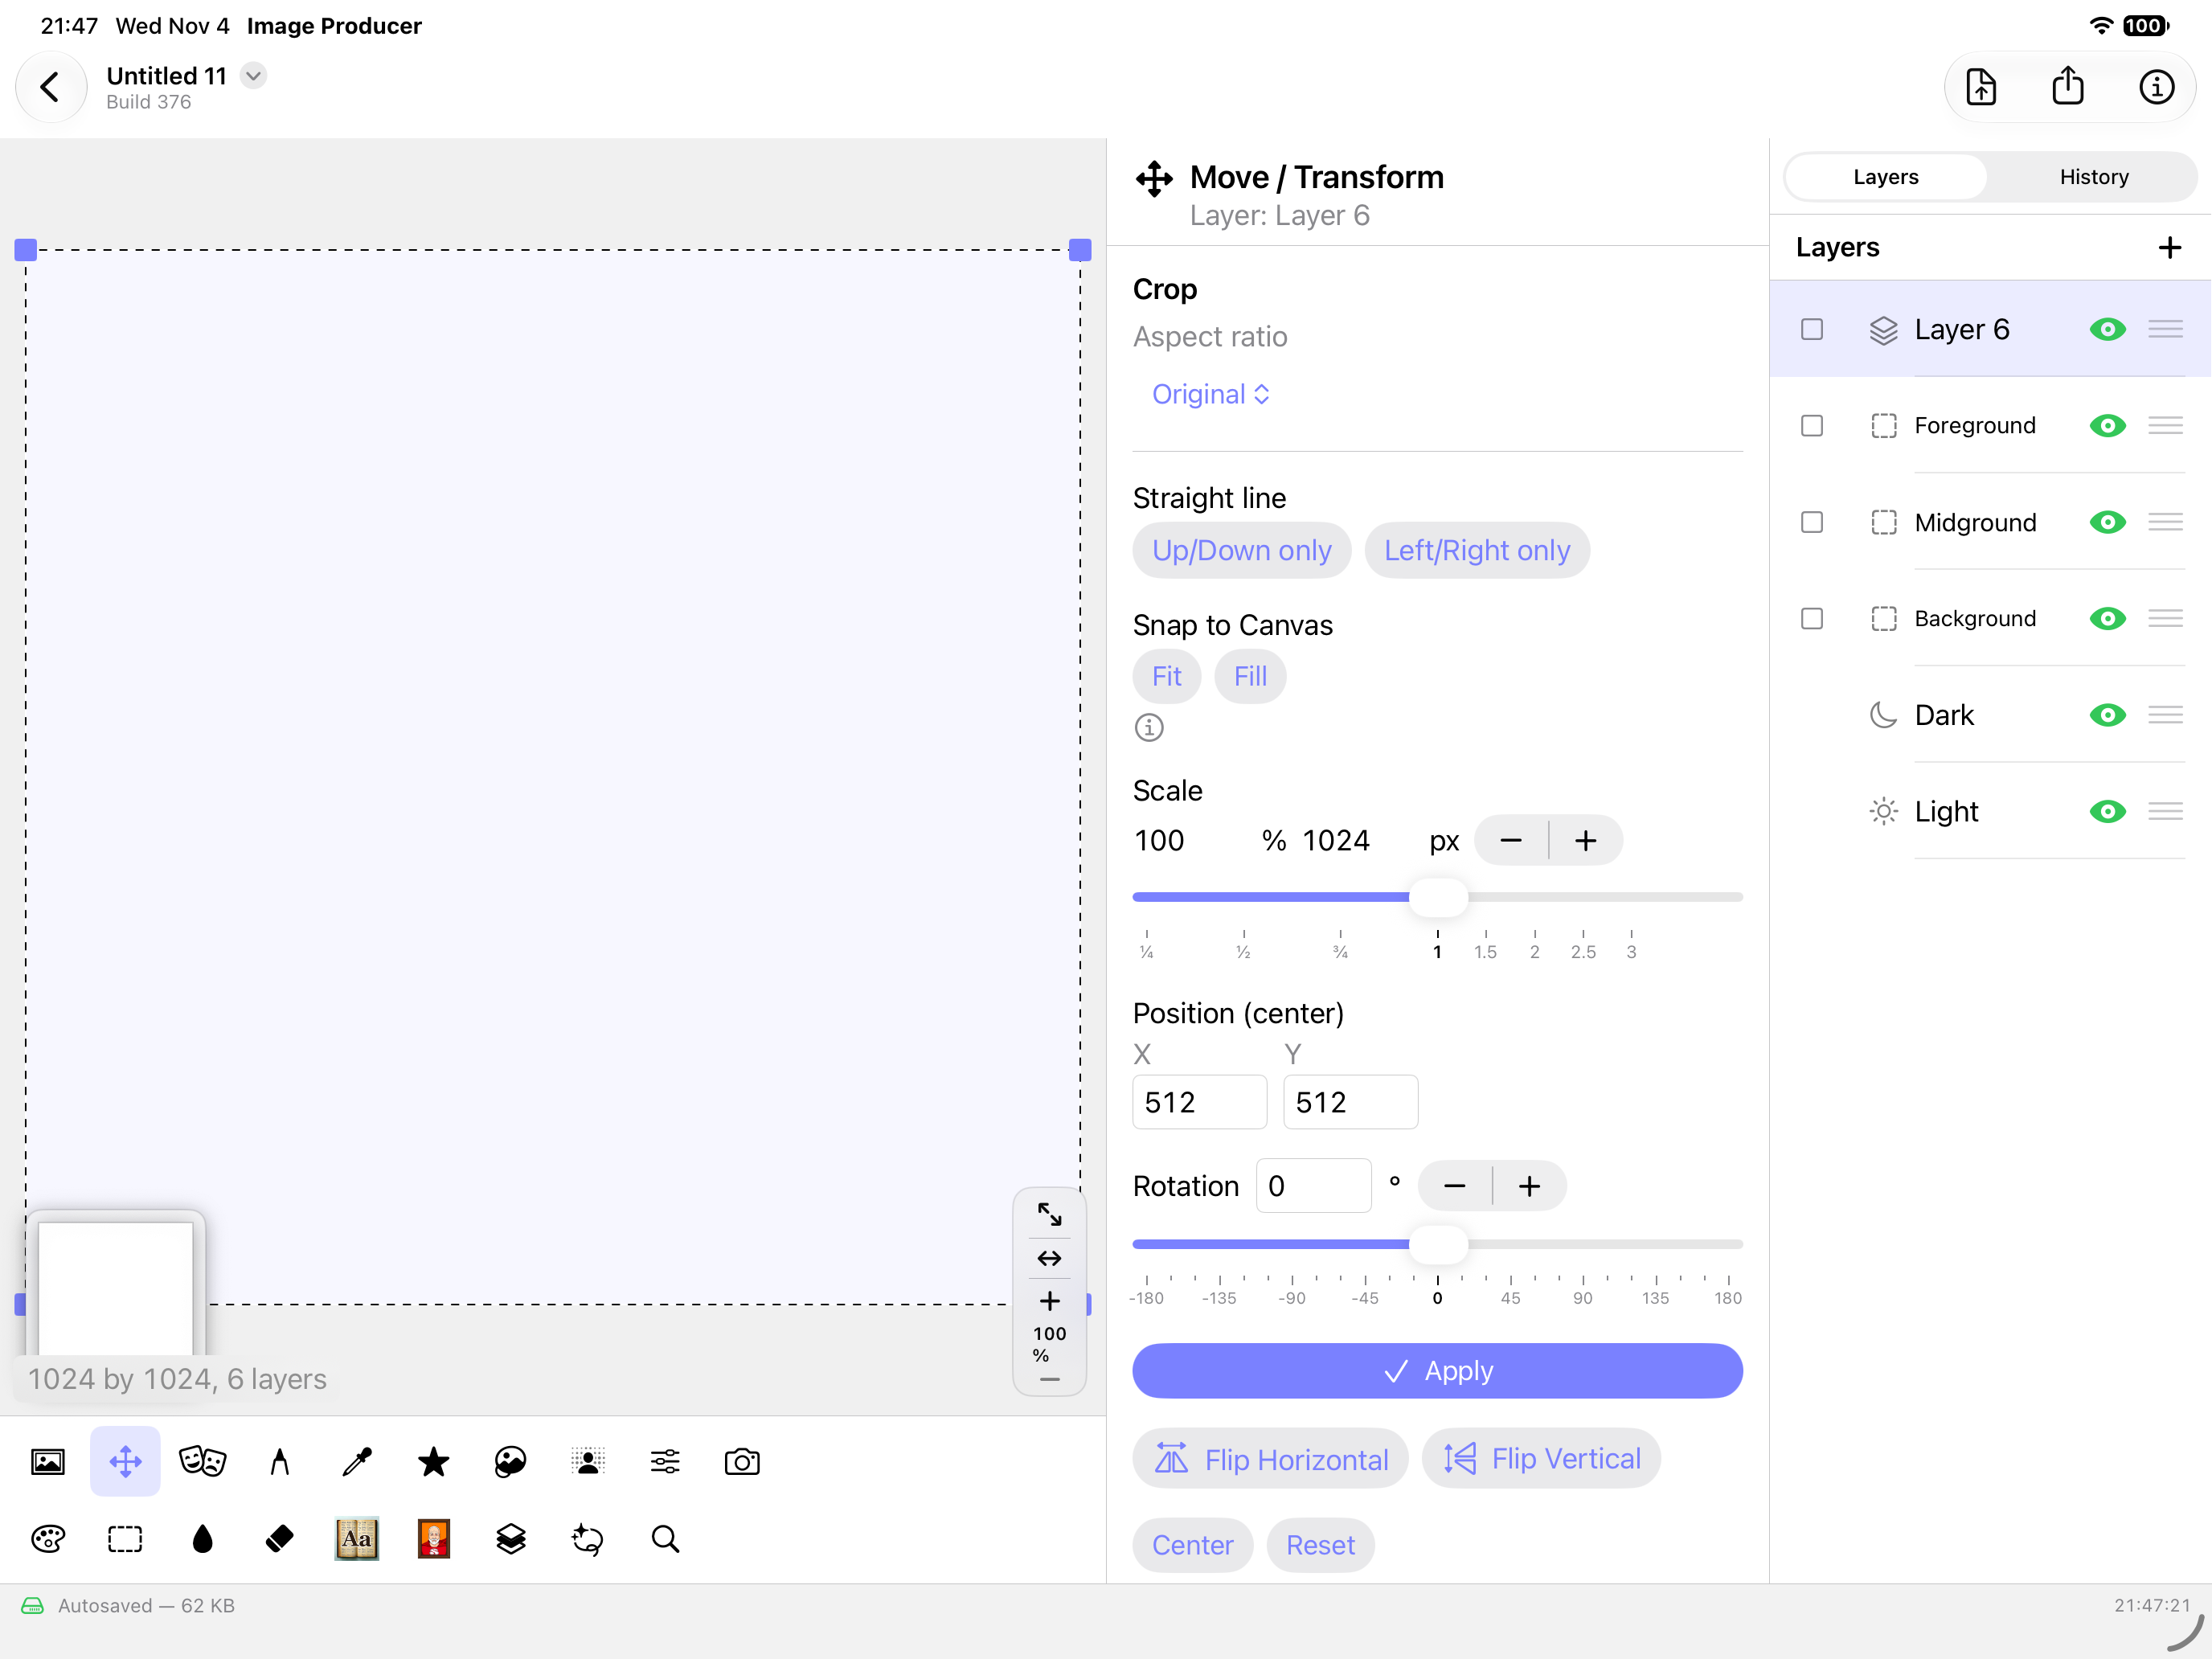 21:47 Wed Nov 4 Image Producer
100
Untitled 11
Build 376
Move / Transform
Layer: Layer 6
Crop
Aspect ratio
Original
Straight line
Up/Down only Left/Right only
Snap to Canvas
Fit Fill
Scale
100 % 1024 px
¼ ½ ¾ 1 1.5 2 2.5 3
Position (center)
X Y
512 512
Rotation 0 °
-180 -135 -90 -45 0 45 90 135 180
Apply
Flip Horizontal Flip Vertical
Center Reset
Layers History
Layers
Layer 6
Foreground
Midground
Background
Dark
Light
100
%
1024 by 1024, 6 layers
Aa
Autosaved — 62 KB
21:47:21